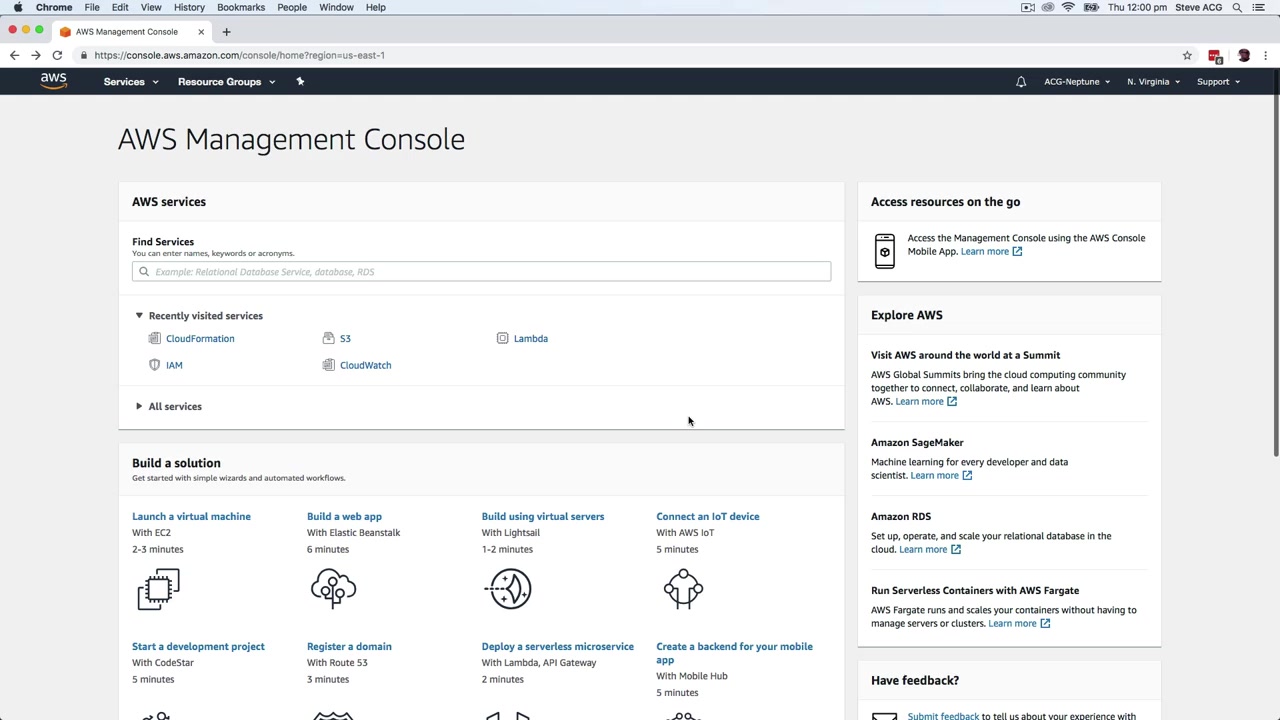 Chrome File Edit View History Bookmarks People Window Help Thu 12:00 pm Steve ACG
AWS Management Console
https://console.aws.amazon.com/console/home?region=us-east-1
6
aws Services Resource Groups ACG-Neptune N. Virginia Support
AWS Management Console
AWS services
Find Services
You can enter names, keywords or acronyms.
Example: Relational Database Service, database, RDS
Recently visited services
CloudFormation S3 Lambda
IAM CloudWatch
All services
Build a solution
Get started with simple wizards and automated workflows.
Launch a virtual machine
With EC2
2-3 minutes
Build a web app
With Elastic Beanstalk
6 minutes
Build using virtual servers
With Lightsail
1-2 minutes
Connect an IoT device
With AWS IoT
5 minutes
Start a development project
With CodeStar
5 minutes
Register a domain
With Route 53
3 minutes
Deploy a serverless microservice
With Lambda, API Gateway
2 minutes
Create a backend for your mobile
app
With Mobile Hub
5 minutes
Access resources on the go
Access the Management Console using the AWS Console
Mobile App. Learn more
Explore AWS
Visit AWS around the world at a Summit
AWS Global Summits bring the cloud computing community
together to connect, collaborate, and learn about
AWS. Learn more
Amazon SageMaker
Machine learning for every developer and data
scientist. Learn more
Amazon RDS
Set up, operate, and scale your relational database in the
cloud. Learn more
Run Serverless Containers with AWS Fargate
AWS Fargate runs and scales your containers without having to
manage servers or clusters. Learn more
Have feedback?
Submit feedback to tell us about your experience with